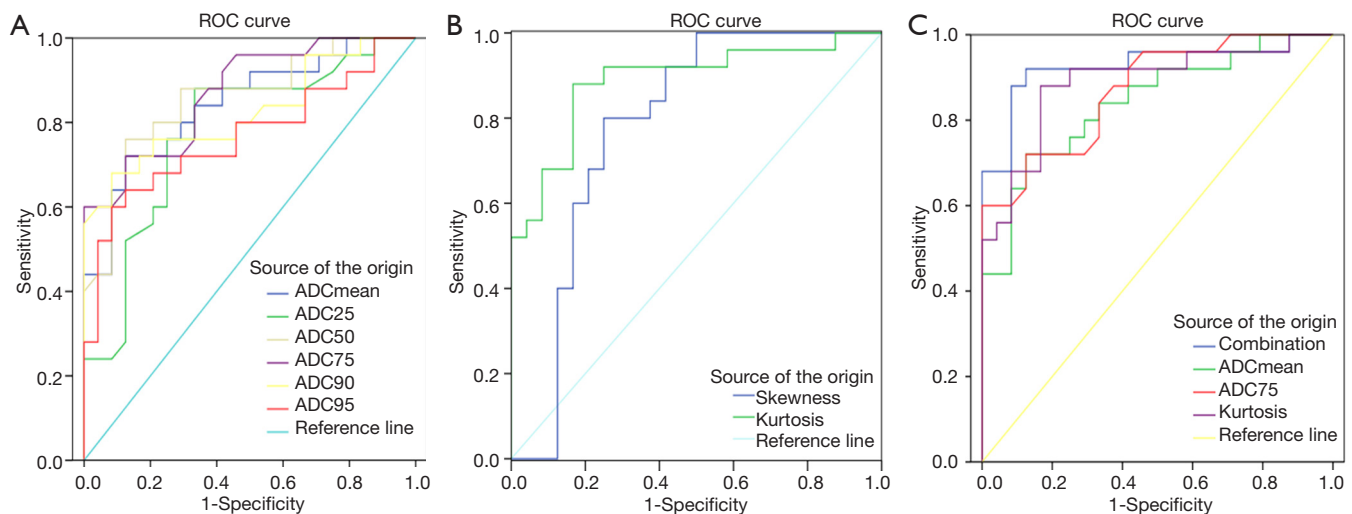 A
ROC curve
1.0
0.8
0.6
0.4
0.2
0.0
Sensitivity
Source of the origin
ADCmean
ADC25
ADC50
ADC75
ADC90
ADC95
Reference line
0.0 0.2 0.4 0.6 0.8 1.0
1-Specificity
B
ROC curve
1.0
0.8
0.6
0.4
0.2
0.0
Sensitivity
Source of the origin
Skewness
Kurtosis
Reference line
0.0 0.2 0.4 0.6 0.8 1.0
1-Specificity
C
ROC curve
1.0
0.8
0.6
0.4
0.2
0.0
Sensitivity
Source of the origin
Combination
ADCmean
ADC75
Kurtosis
Reference line
0.0 0.2 0.4 0.6 0.8 1.0
1-Specificity